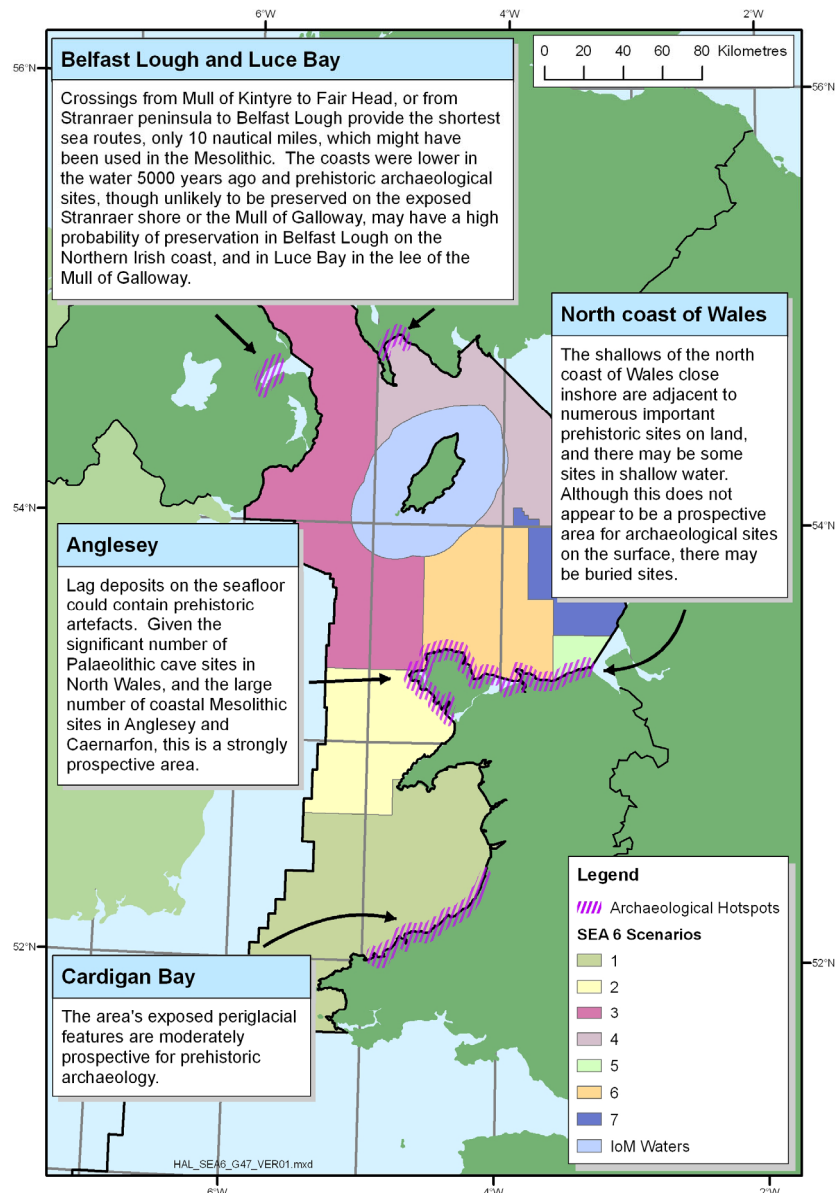 6°W
4°W
2°W
56°N
56°N
0 20 40 60 80 Kilometres
Belfast Lough and Luce Bay
Crossings from Mull of Kintyre to Fair Head, or from
Stranraer peninsula to Belfast Lough provide the shortest
sea routes, only 10 nautical miles, which might have
been used in the Mesolithic. The coasts were lower in
the water 5000 years ago and prehistoric archaeological
sites, though unlikely to be preserved on the exposed
Stranraer shore or the Mull of Galloway, may have a high
probability of preservation in Belfast Lough on the
Northern Irish coast, and in Luce Bay in the lee of the
Mull of Galloway.
North coast of Wales
The shallows of the north
coast of Wales close
inshore are adjacent to
numerous important
prehistoric sites on land,
and there may be some
sites in shallow water.
Although this does not
appear to be a prospective
area for archaeological sites
on the surface, there may
be buried sites.
54°N
54°N
Anglesey
Lag deposits on the seafloor
could contain prehistoric
artefacts. Given the
significant number of
Palaeolithic cave sites in
North Wales, and the large
number of coastal Mesolithic
sites in Anglesey and
Caernarfon, this is a strongly
prospective area.
52°N
52°N
Cardigan Bay
The area's exposed periglacial
features are moderately
prospective for prehistoric
archaeology.
Legend
Archaeological Hotspots
SEA 6 Scenarios
1
2
3
4
5
6
7
IoM Waters
HAL_SEA6_G47_VER01.mxd
6°W
4°W
2°W